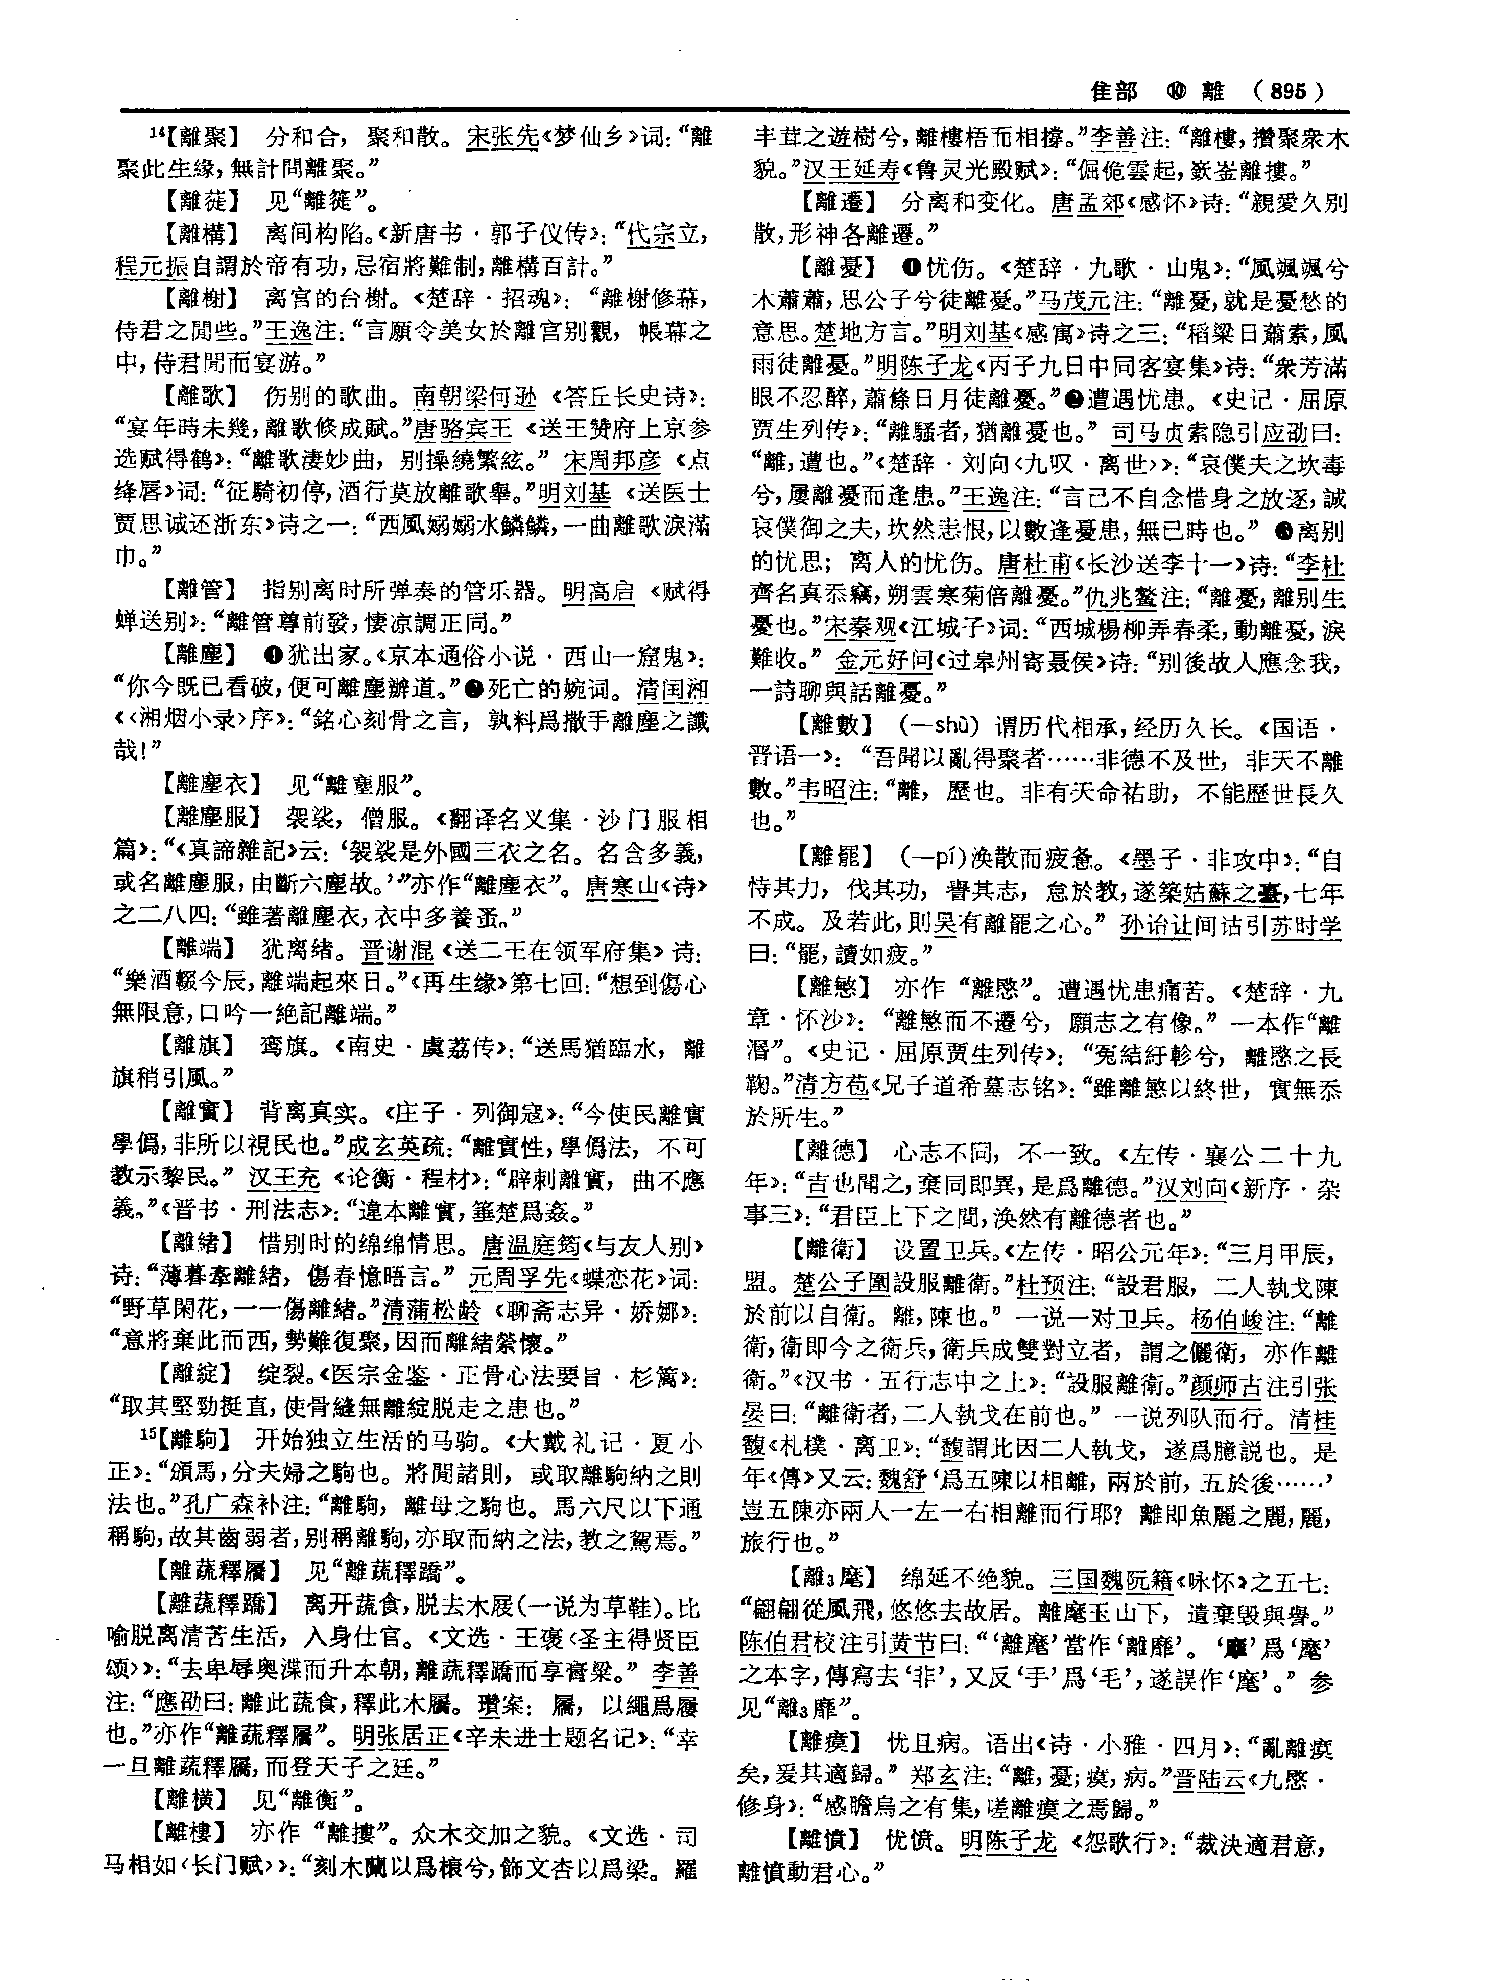 隹部 ⑩ 離 （895）
¹⁴【離聚】 分和合，聚和散。宋张先《梦仙乡》词：“離
聚此生緣，無計問離聚。”
【離蓰】 见“離簁”。
【離構】 离间构陷。《新唐书·郭子仪传》：“代宗立，
程元振自謂於帝有功，忌宿將難制，離構百計。”
【離榭】 离宫的台榭。《楚辞·招魂》：“離榭修幕，
侍君之閒些。”王逸注：“言願令美女於離宫别觀，帳幕之
中，侍君閒而宴游。”
【離歌】 伤别的歌曲。南朝梁何逊《答丘长史诗》：
“宴年時未幾，離歌倏成賦。”唐骆宾王《送王赞府上京参
选赋得鹤》：“離歌凄妙曲，别操繞繁絃。”宋周邦彦《点
绛唇》词：“征騎初停，酒行莫放離歌舉。”明刘基《送医士
贾思诚还浙东》诗之一：“西風嫋嫋水鱗鱗，一曲離歌淚滿
巾。”
【離管】 指别离时所弹奏的管乐器。明高启《赋得
蝉送别》：“離管尊前發，悽凉調正同。”
【離塵】 ❶犹出家。《京本通俗小说·西山一窟鬼》：
“你今既已看破，便可離塵辦道。”❷死亡的婉词。清闺湘
《〈湘烟小录〉序》：“銘心刻骨之言，孰料爲撒手離塵之讖
哉！”
【離塵衣】 见“離塵服”。
【離塵服】 袈裟，僧服。《翻译名义集·沙门服相
篇》：“《真諦雜記》云：‘袈裟是外國三衣之名。名含多義，
或名離塵服，由斷六塵故。’”亦作“離塵衣”。唐寒山《诗》
之二八四：“雖著離塵衣，衣中多養蚤。”
【離端】 犹离绪。晋谢混《送二王在领军府集》诗：
“樂酒輟今辰，離端起來日。”《再生缘》第七回：“想到傷心
無限意，口吟一絶記離端。”
【離旗】 鸾旗。《南史·虞荔传》：“送馬猶臨水，離
旗稍引風。”
【離實】 背离真实。《庄子·列御寇》：“今使民離實
學僞，非所以視民也。”成玄英疏：“離實性，學僞法，不可
教示黎民。”汉王充《论衡·程材》：“辟刺離實，曲不應
義。”《晋书·刑法志》：“違本離實，箠楚爲姦。”
【離緒】 惜别时的绵绵情思。唐温庭筠《与友人别》
诗：“薄暮牽離緒，傷春憶晤言。”元周孚先《蝶恋花》词：
“野草閑花，一一傷離緒。”清蒲松龄《聊斋志异·娇娜》：
“意將棄此而西，勢難復聚，因而離緒縈懷。”
【離綻】 绽裂。《医宗金鉴·正骨心法要旨·杉篱》：
“取其堅勁挺直，使骨縫無離綻脱走之患也。”
¹⁵【離駒】 开始独立生活的马驹。《大戴礼记·夏小
正》：“頒馬，分夫婦之駒也。將閒諸則，或取離駒納之則
法也。”孔广森补注：“離駒，離母之駒也。馬六尺以下通
稱駒，故其齒弱者，别稱離駒，亦取而納之法，教之駕焉。”
【離蔬釋屩】 见“離蔬釋蹻”。
【離蔬釋蹻】 离开蔬食，脱去木屐（一说为草鞋）。比
喻脱离清苦生活，入身仕官。《文选·王褒〈圣主得贤臣
颂〉》：“去卑辱奥渫而升本朝，離蔬釋蹻而享膏粱。”李善
注：“應劭曰：離此蔬食，釋此木屩。瓚案：屩，以繩爲屨
也。”亦作“離蔬釋屩”。明张居正《辛未进士题名记》：“幸
一旦離蔬釋屩，而登天子之廷。”
【離横】 见“離衡”。
【離樓】 亦作“離摟”。众木交加之貌。《文选·司
马相如〈长门赋〉》：“刻木蘭以爲榱兮，飾文杏以爲梁。羅
丰茸之遊樹兮，離樓梧而相撐。”李善注：“離樓，攢聚衆木
貌。”汉王延寿《鲁灵光殿赋》：“倔佹雲起，嶔崟離摟。”
【離遷】 分离和变化。唐孟郊《感怀》诗：“親愛久别
散，形神各離遷。”
【離憂】 ❶忧伤。《楚辞·九歌·山鬼》：“風颯颯兮
木蕭蕭，思公子兮徒離憂。”马茂元注：“離憂，就是憂愁的
意思。楚地方言。”明刘基《感寓》诗之三：“稻粱日蕭索，風
雨徒離憂。”明陈子龙《丙子九日中同客宴集》诗：“衆芳滿
眼不忍醉，蕭條日月徒離憂。”❷遭遇忧患。《史记·屈原
贾生列传》：“離騷者，猶離憂也。”司马贞索隐引应劭曰：
“離，遭也。”《楚辞·刘向〈九叹·离世〉》：“哀僕夫之坎毒
兮，屢離憂而逢患。”王逸注：“言己不自念惜身之放逐，誠
哀僕御之夫，坎然恚恨，以數逢憂患，無已時也。”❸离别
的忧思；离人的忧伤。唐杜甫《长沙送李十一》诗：“李杜
齊名真忝竊，朔雲寒菊倍離憂。”仇兆鳌注：“離憂，離别生
憂也。”宋秦观《江城子》词：“西城楊柳弄春柔，動離憂，淚
難收。”金元好问《过皋州寄聂侯》诗：“别後故人應念我，
一詩聊與話離憂。”
【離數】 （—shù）谓历代相承，经历久长。《国语·
晋语一》：“吾聞以亂得聚者……非德不及世，非天不離
數。”韦昭注：“離，歷也。非有天命祐助，不能歷世長久
也。”
【離罷】 （—pí）涣散而疲惫。《墨子·非攻中》：“自
恃其力，伐其功，譽其志，怠於教，遂築姑蘇之臺，七年
不成。及若此，則吴有離罷之心。”孙诒让间诂引苏时学
曰：“罷，讀如疲。”
【離慜】 亦作“離愍”。遭遇忧患痛苦。《楚辞·九
章·怀沙》：“離慜而不遷兮，願志之有像。”一本作“離
湣”。《史记·屈原贾生列传》：“冤結紆軫兮，離愍之長
鞠。”清方苞《兄子道希墓志铭》：“雖離慜以終世，實無忝
於所生。”
【離德】 心志不同，不一致。《左传·襄公二十九
年》：“吉也聞之，棄同即異，是爲離德。”汉刘向《新序·杂
事三》：“君臣上下之間，涣然有離德者也。”
【離衛】 设置卫兵。《左传·昭公元年》：“三月甲辰，
盟。楚公子圍設服離衛。”杜预注：“設君服，二人執戈陳
於前以自衛。離，陳也。”一说一对卫兵。杨伯峻注：“離
衛，衛即今之衛兵，衛兵成雙對立者，謂之儷衛，亦作離
衛。”《汉书·五行志中之上》：“設服離衛。”颜师古注引张
晏曰：“離衛者，二人執戈在前也。”一说列队而行。清桂
馥《札樸·离卫》：“馥謂比因二人執戈，遂爲臆説也。是
年《傳》又云：魏舒‘爲五陳以相離，兩於前，五於後……’
豈五陳亦兩人一左一右相離而行耶？離即魚麗之麗，麗，
旅行也。”
【離₃麾】 绵延不绝貌。三国魏阮籍《咏怀》之五七：
“翩翩從風飛，悠悠去故居。離麾玉山下，遺棄毁與譽。”
陈伯君校注引黄节曰：“‘離麾’當作‘離靡’。‘𪎮’爲‘麾’
之本字，傳寫去‘非’，又反‘手’爲‘毛’，遂誤作‘麾’。”参
见“離₃靡”。
【離瘼】 忧且病。语出《诗·小雅·四月》：“亂離瘼
矣，爰其適歸。”郑玄注：“離，憂；瘼，病。”晋陆云《九愍·
修身》：“感瞻烏之有集，嗟離瘼之焉歸。”
【離憤】 忧愤。明陈子龙《怨歌行》：“裁決適君意，
離憤動君心。”